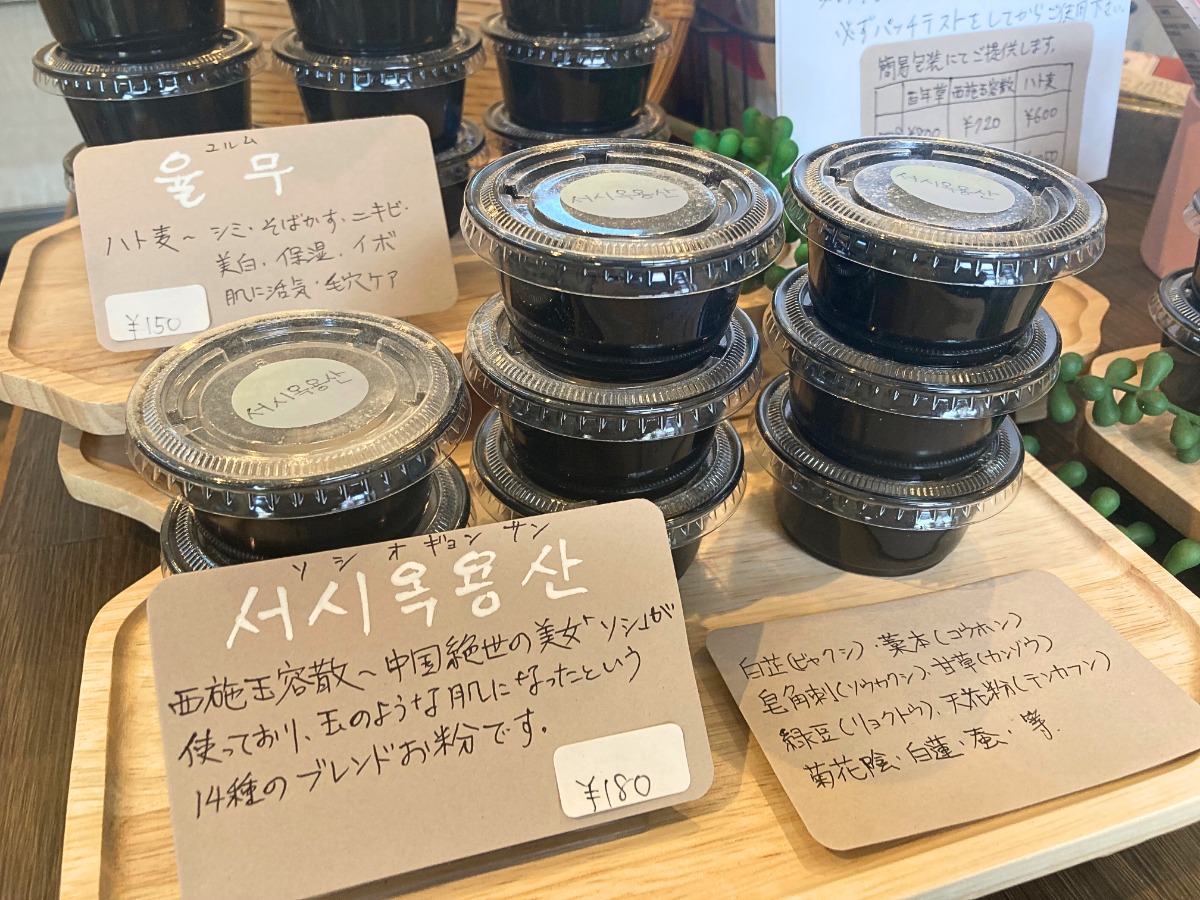 必ずパッチテストをしてからご使用下さい
簡易包装にてご提供します。
百年堂 西施玉容散 ハト麦
¥800 ¥720 ¥600
ユルム
율무
ハト麦～ シミ・そばかす・ニキビ・
美白、保湿、イボ
肌に活気・毛穴ケア
¥150
서시옥용산
서시옥용산
서시옥용산
ソ シ オ ギョン サン
서시옥용산
西施玉容散～中国絶世の美女「ソシ」が
使っており、玉のような肌になったという
14種のブレンドお粉です。
¥180
白芷(ビャクシ)・藁本(コウホン)
皂角刺(ソウカクシ)・甘草(カンゾウ)
緑豆(リョクトウ)、天花粉(テンカフン)
菊花陰・白蓮・蚕・等.